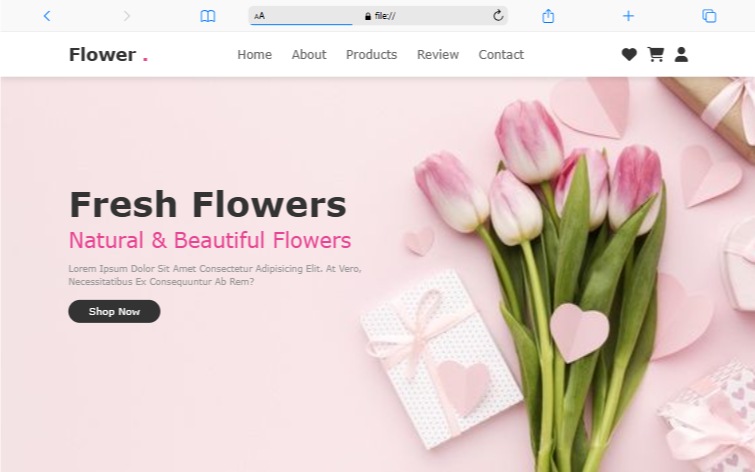 AA file://
Flower .
Home About Products Review Contact
Fresh Flowers
Natural & Beautiful Flowers
Lorem Ipsum Dolor Sit Amet Consectetur Adipisicing Elit. At Vero,
Necessitatibus Ex Consequuntur Ab Rem?
Shop Now